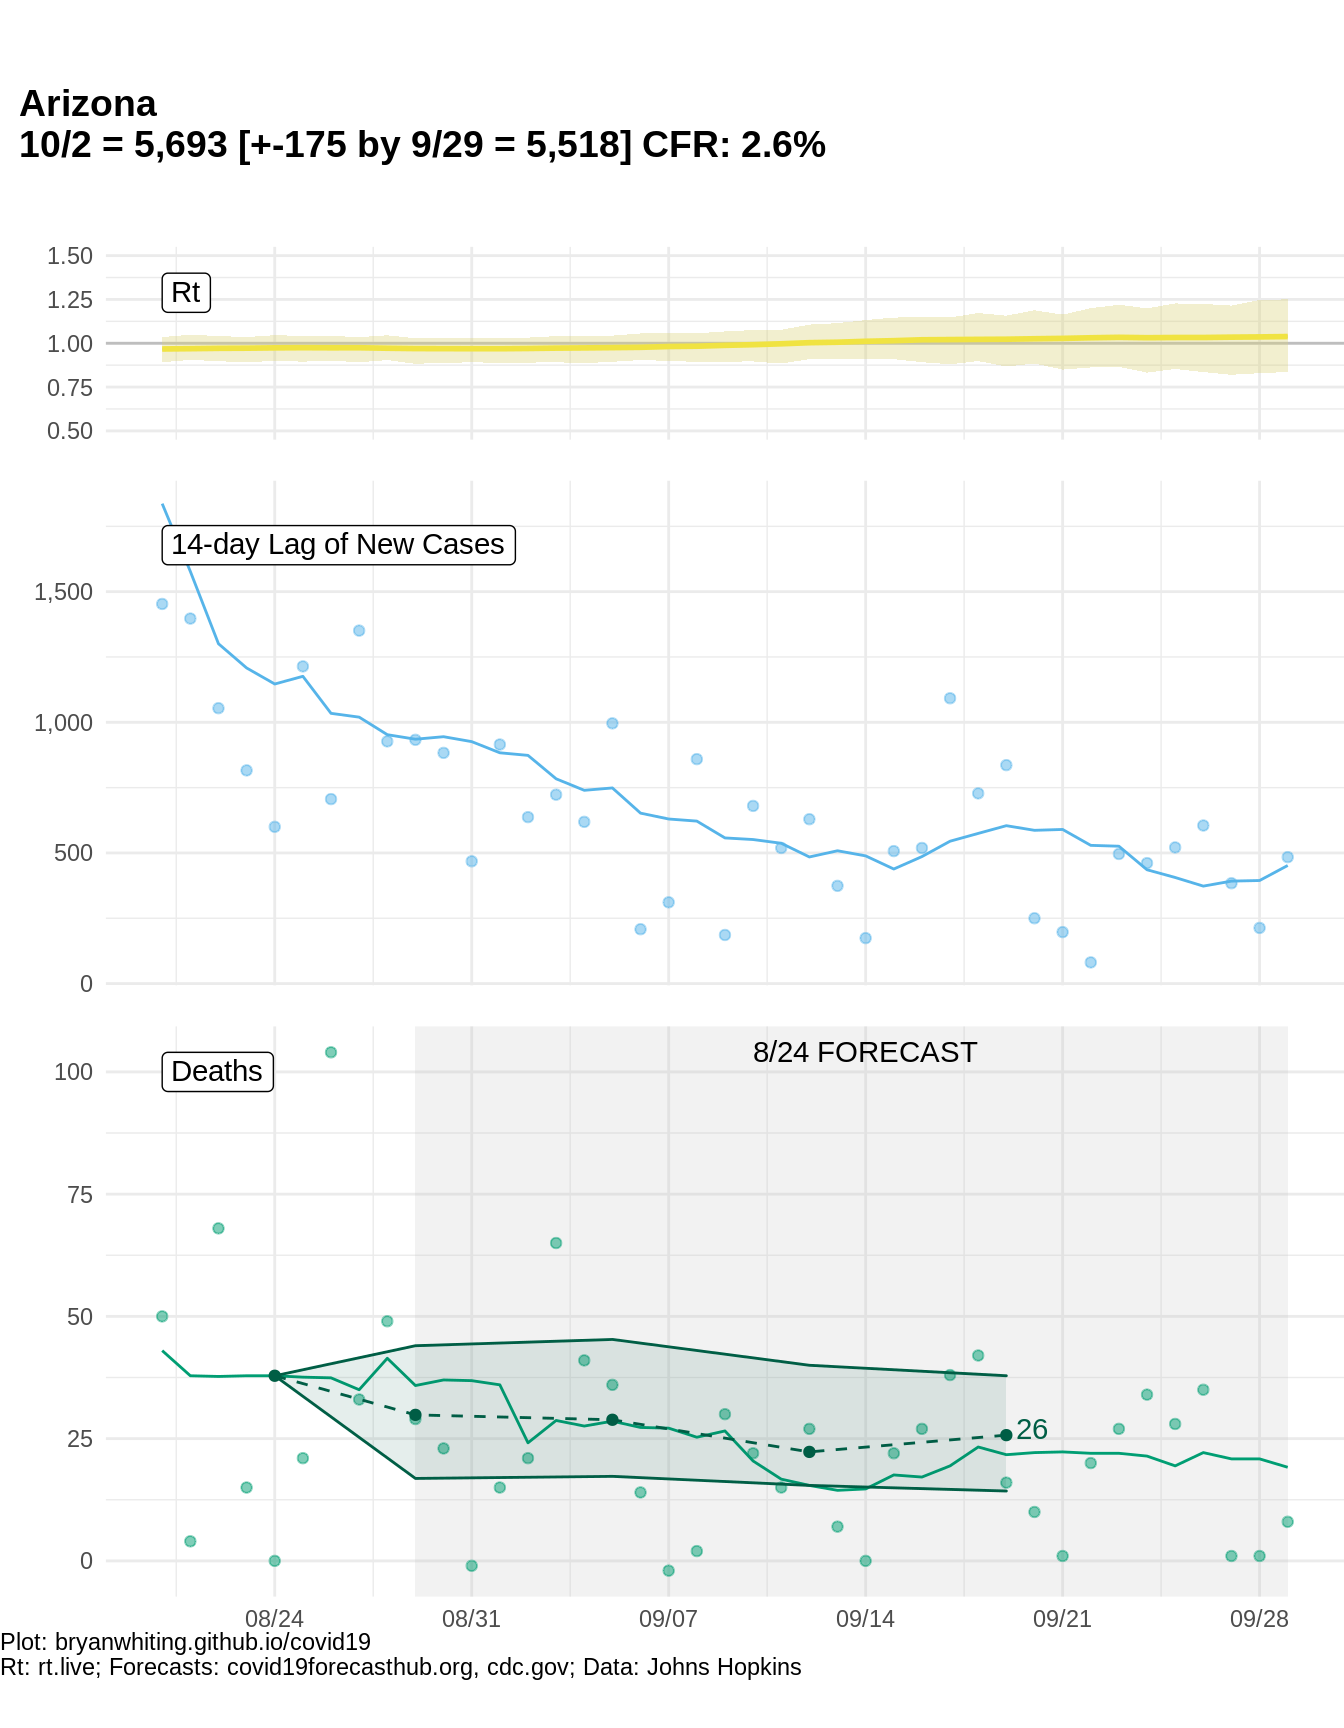 Arizona
10/2 = 5,693 [+-175 by 9/29 = 5,518] CFR: 2.6%
1.50
1.25
1.00
0.75
0.50
Rt
14-day Lag of New Cases
1,500
1,000
500
0
8/24 FORECAST
Deaths
100
75
50
25
0
26
08/24
08/31
09/07
09/14
09/21
09/28
Plot: bryanwhiting.github.io/covid19
Rt: rt.live; Forecasts: covid19forecasthub.org, cdc.gov; Data: Johns Hopkins